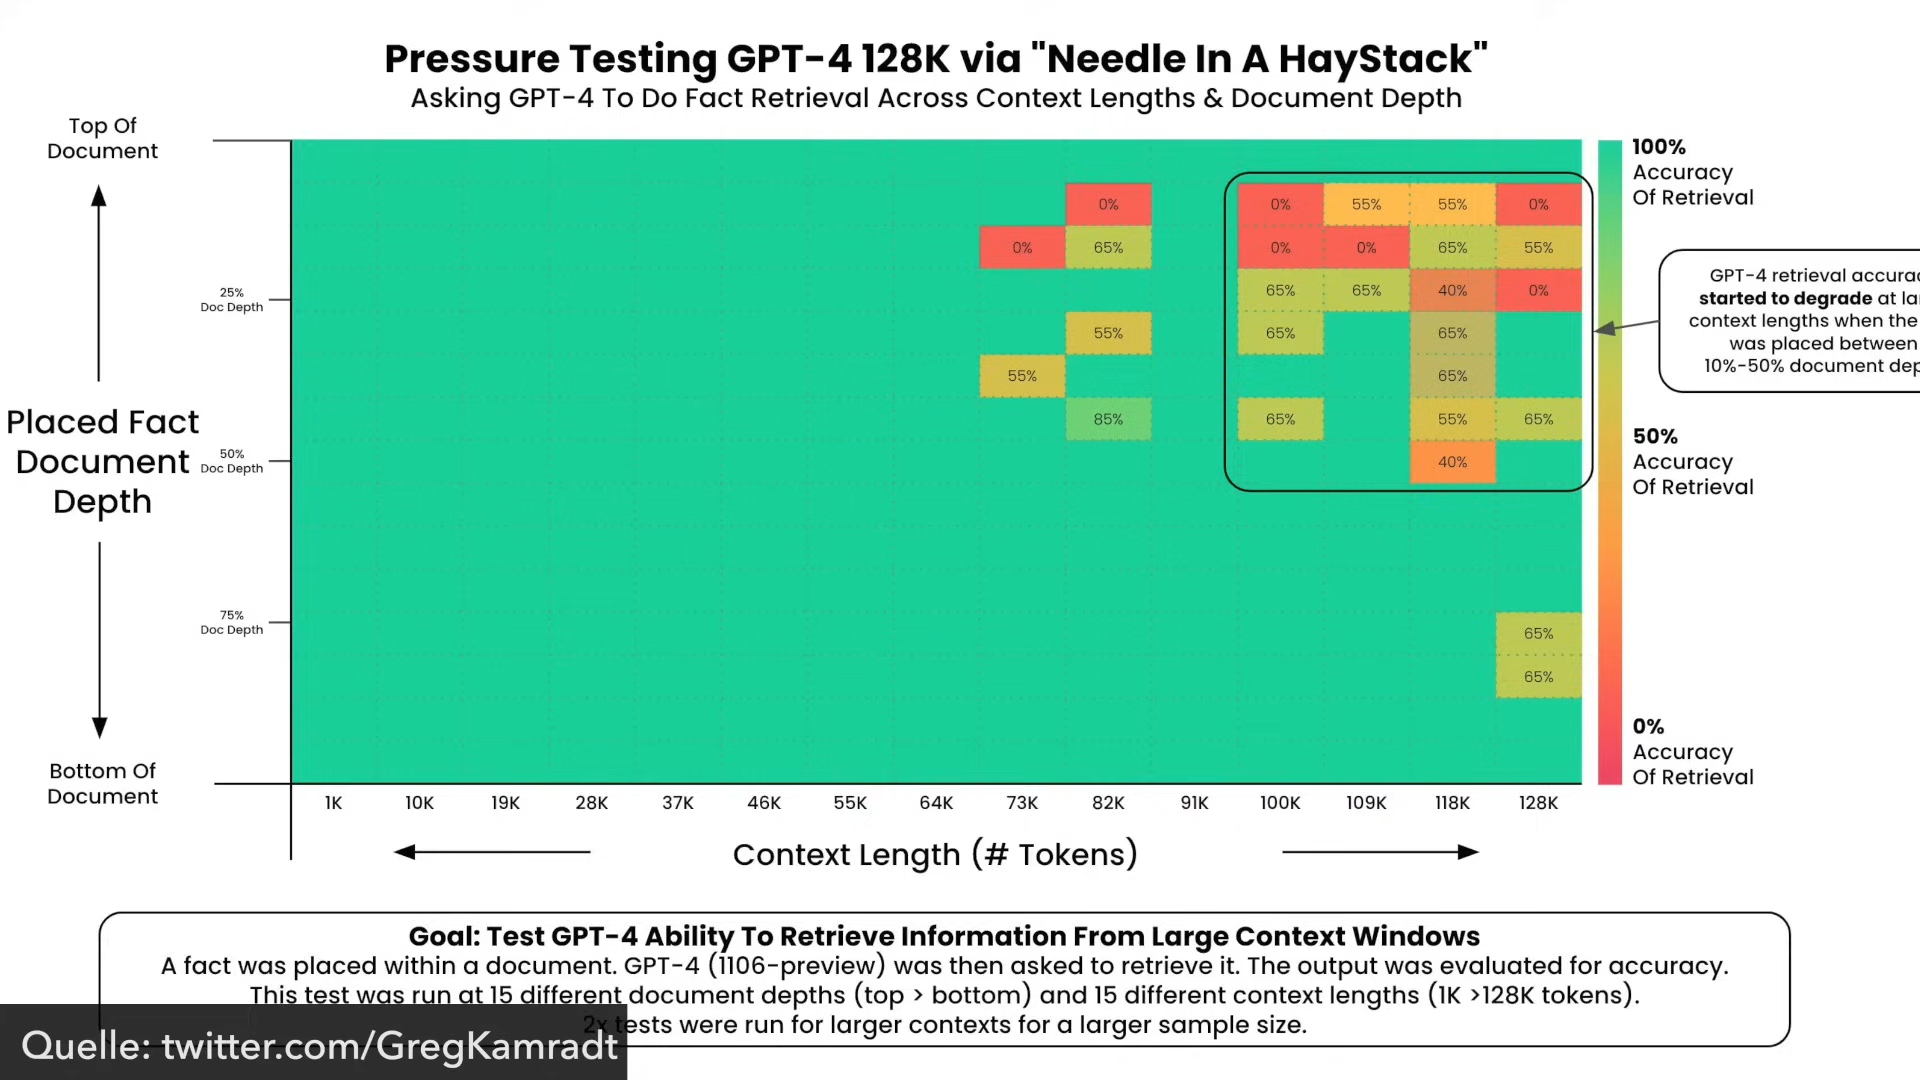 Pressure Testing GPT-4 128K via "Needle In A HayStack"
Asking GPT-4 To Do Fact Retrieval Across Context Lengths & Document Depth
Top Of
Document
25%
Doc Depth
Placed Fact
Document
Depth
50%
Doc Depth
75%
Doc Depth
Bottom Of
Document
0% 0% 55% 55% 0%
0% 65% 0% 0% 65% 55%
65% 65% 40% 0%
55% 65% 65%
55% 65%
85% 65% 55% 65%
40%
65%
65%
100%
Accuracy
Of Retrieval
GPT-4 retrieval
started to degrade at
context lengths when the
was placed between
10%-50% document
50%
Accuracy
Of Retrieval
0%
Accuracy
Of Retrieval
1K 10K 19K 28K 37K 46K 55K 64K 73K 82K 91K 100K 109K 118K 128K
Context Length (# Tokens)
Goal: Test GPT-4 Ability To Retrieve Information From Large Context Windows
A fact was placed within a document. GPT-4 (1106-preview) was then asked to retrieve it. The output was evaluated for accuracy.
This test was run at 15 different document depths (top > bottom) and 15 different context lengths (1K >128K tokens).
2x tests were run for larger contexts for a larger sample size.
Quelle: twitter.com/GregKamradt